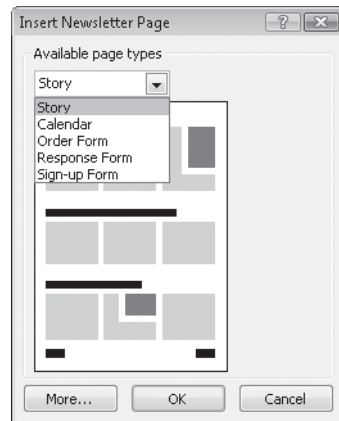 Insert Newsletter Page
Available page types
Story
Story
Calendar
Order Form
Response Form
Sign-up Form
More... OK Cancel